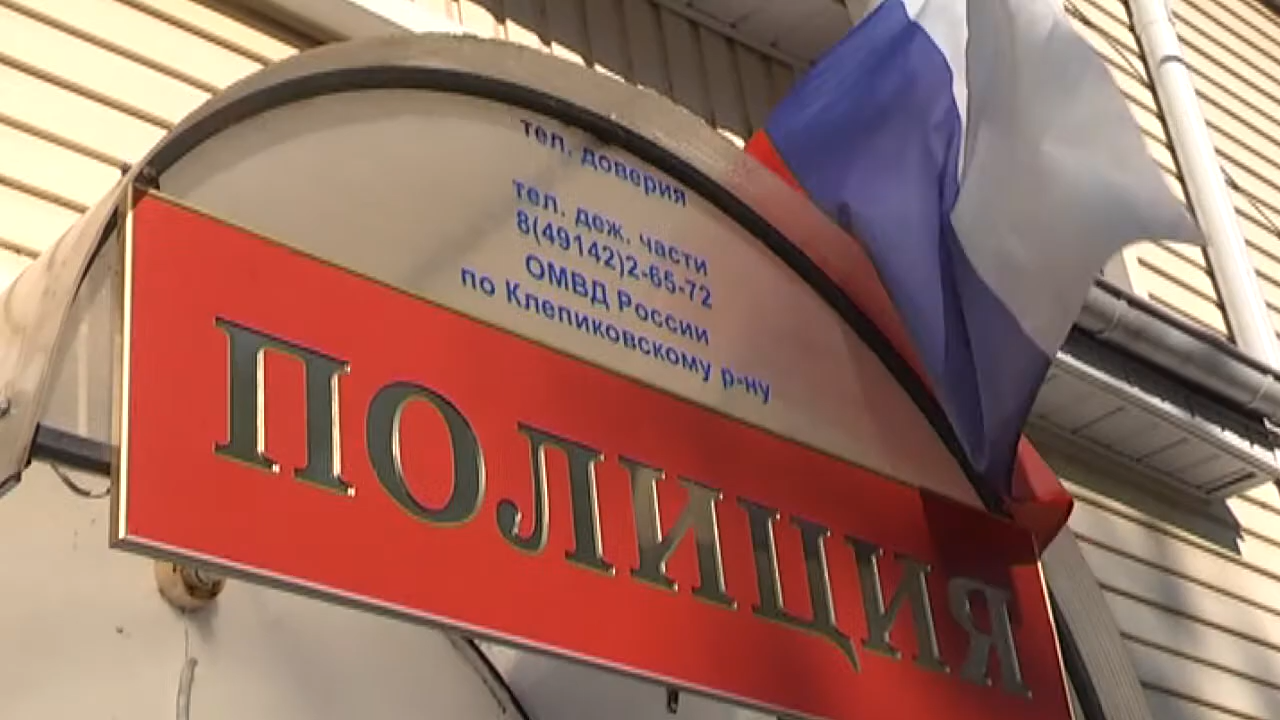 тел. доверия
тел. деж. части
8(49142)2-65-72
ОМВД России
по Клепиковскому р-ну
ПОЛИЦИЯ